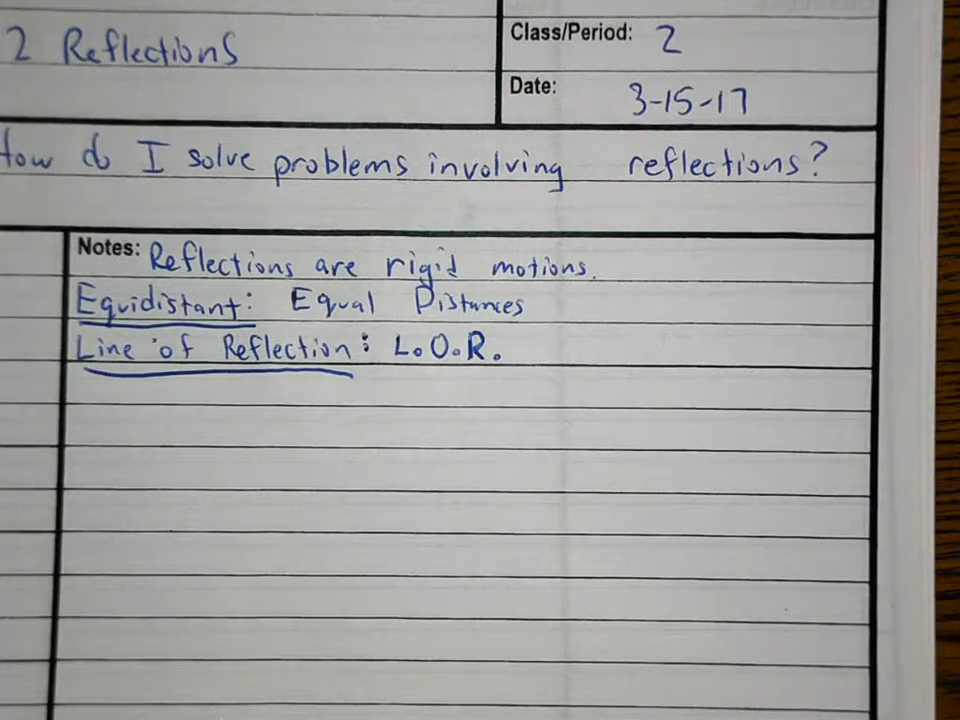 2 Reflections
Class/Period: 2
Date: 3-15-17
How do I solve problems involving reflections?
Notes: Reflections are rigid motions.
Equidistant: Equal Distances
Line of Reflection: L.O.R.